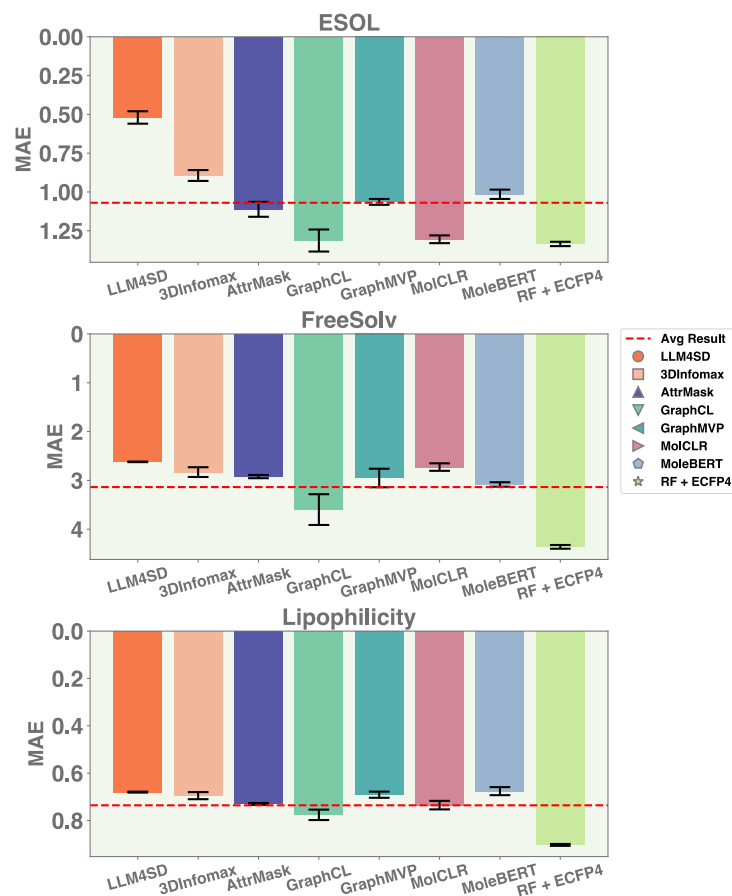 ESOL
0.00
0.25
0.50
0.75
1.00
1.25
MAE
LLM4SD
3DInfomax
AttrMask
GraphCL
GraphMVP
MolCLR
MoleBERT
RF + ECFP4
FreeSolv
0
1
2
3
4
MAE
LLM4SD
3DInfomax
AttrMask
GraphCL
GraphMVP
MolCLR
MoleBERT
RF + ECFP4
Avg Result
LLM4SD
3DInfomax
AttrMask
GraphCL
GraphMVP
MolCLR
MoleBERT
RF + ECFP4
Lipophilicity
0.0
0.2
0.4
0.6
0.8
MAE
LLM4SD
3DInfomax
AttrMask
GraphCL
GraphMVP
MolCLR
MoleBERT
RF + ECFP4